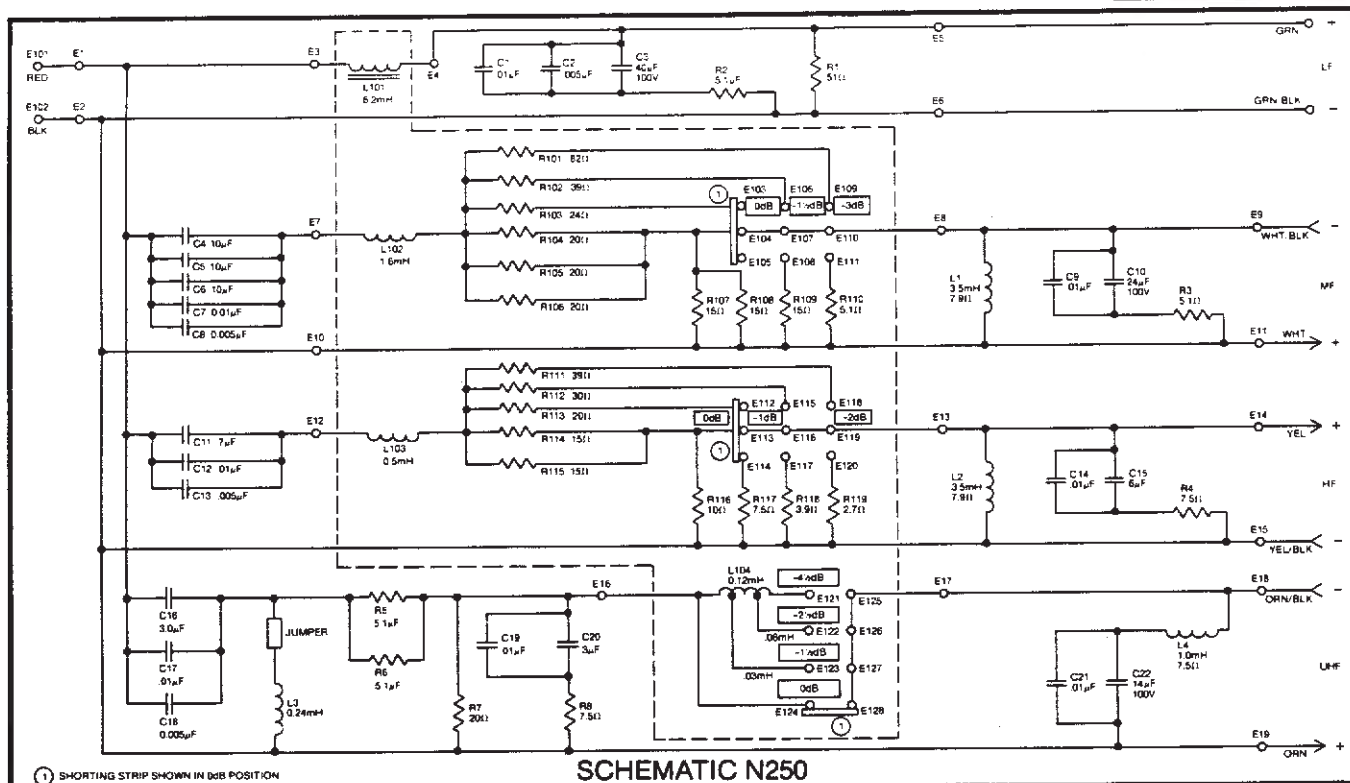 E101 E1 E3 E4 E5 + GRN
RED
L101
6.2mH
C1
.01µF
C2
.005µF
C3
40µF
100V
R2
5.1µF
R1
51Ω
LF
E102 E2 E6 GRN BLK −
BLK
R101 82Ω
R102 39Ω
R103 24Ω
R104 20Ω
R105 20Ω
R106 20Ω
1
E103 E106 E109
0dB -1½dB -3dB
E104 E107 E110
E105 E108 E111
E7
L102
1.6mH
C4 10µF
C5 10µF
C6 10µF
C7 0.01µF
C8 0.005µF
R107
15Ω
R108
15Ω
R109
15Ω
R110
5.1Ω
E8 E9
WHT.BLK −
L1
3.5mH
7.9Ω
C9
.01µF
C10
24µF
100V
R3
5.1Ω
MF
E10 E11 WHT +
R111 39Ω
R112 30Ω
R113 20Ω
R114 15Ω
R115 15Ω
E112 E115 E118
0dB -1dB -2dB
E113 E116 E119
1
E114 E117 E120
E12
L103
0.5mH
C11 .7µF
C12 .01µF
C13 .005µF
R116
10Ω
R117
7.5Ω
R118
3.9Ω
R119
2.7Ω
E13 E14
YEL +
L2
3.5mH
7.9Ω
C14
.01µF
C15
6µF
R4
7.5Ω
HF
E15
YEL/BLK −
C16
3.0µF
C17
.01µF
C18
0.005µF
JUMPER
L3
0.24mH
R5
5.1µF
R6
5.1µF
R7
20Ω
C19
.01µF
C20
3µF
R8
7.5Ω
E16
L104
0.12mH
-4½dB
E121 E125
-2½dB
.06mH E122 E126
-1½dB
.03mH E123 E127
0dB
E124 E128
1
E17 E18
ORN/BLK −
L4
1.0mH
7.5Ω
C21
.01µF
C22
14µF
100V
UHF
E19
ORN +
1 SHORTING STRIP SHOWN IN 0dB POSITION
SCHEMATIC N250